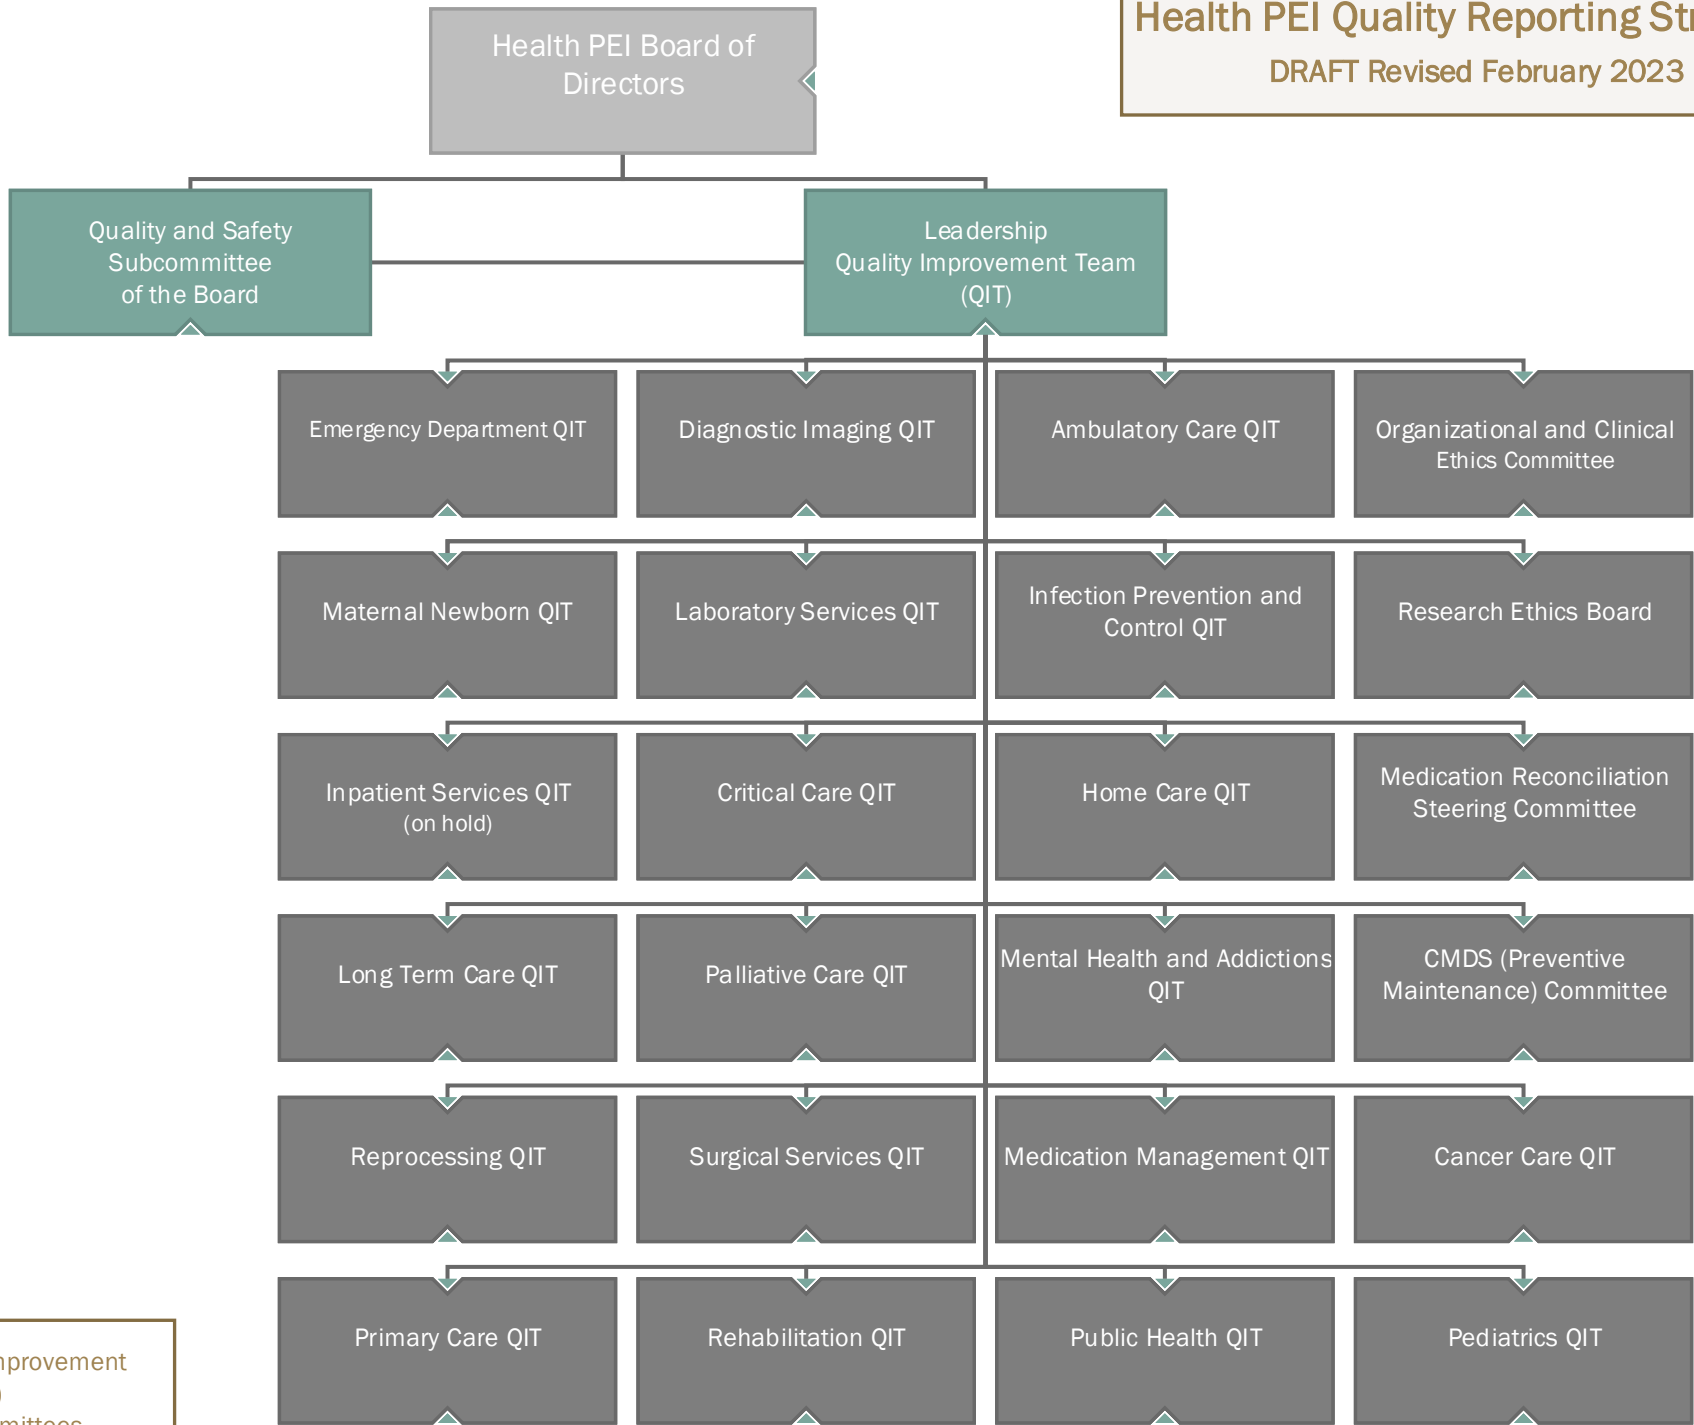 Health PEI Board of
Directors
Health PEI Quality Reporting
DRAFT Revised February 2023
Quality and Safety
Subcommittee
of the Board
Leadership
Quality Improvement Team
(QIT)
Emergency Department QIT
Diagnostic Imaging QIT
Ambulatory Care QIT
Organizational and Clinical
Ethics Committee
Maternal Newborn QIT
Laboratory Services QIT
Infection Prevention and
Control QIT
Research Ethics Board
Inpatient Services QIT
(on hold)
Critical Care QIT
Home Care QIT
Medication Reconciliation
Steering Committee
Long Term Care QIT
Palliative Care QIT
Mental Health and Addictions
QIT
CMDS (Preventive
Maintenance) Committee
Reprocessing QIT
Surgical Services QIT
Medication Management QIT
Cancer Care QIT
Primary Care QIT
Rehabilitation QIT
Public Health QIT
Pediatrics QIT